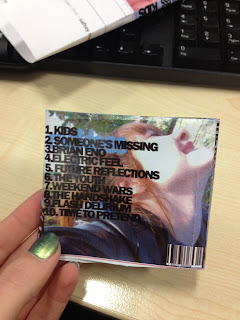 1. KIDS
2. SOMEONE'S MISSING
3.BRIAN ENO
4.ELECTRIC FEEL
5. FUTURE REFLECTIONS
6. THE YOUTH
7.WEEKEND WARS
8.THE HANDSHAKE
9.FLASH DELIRIUM
10. TIME TO PRETEND